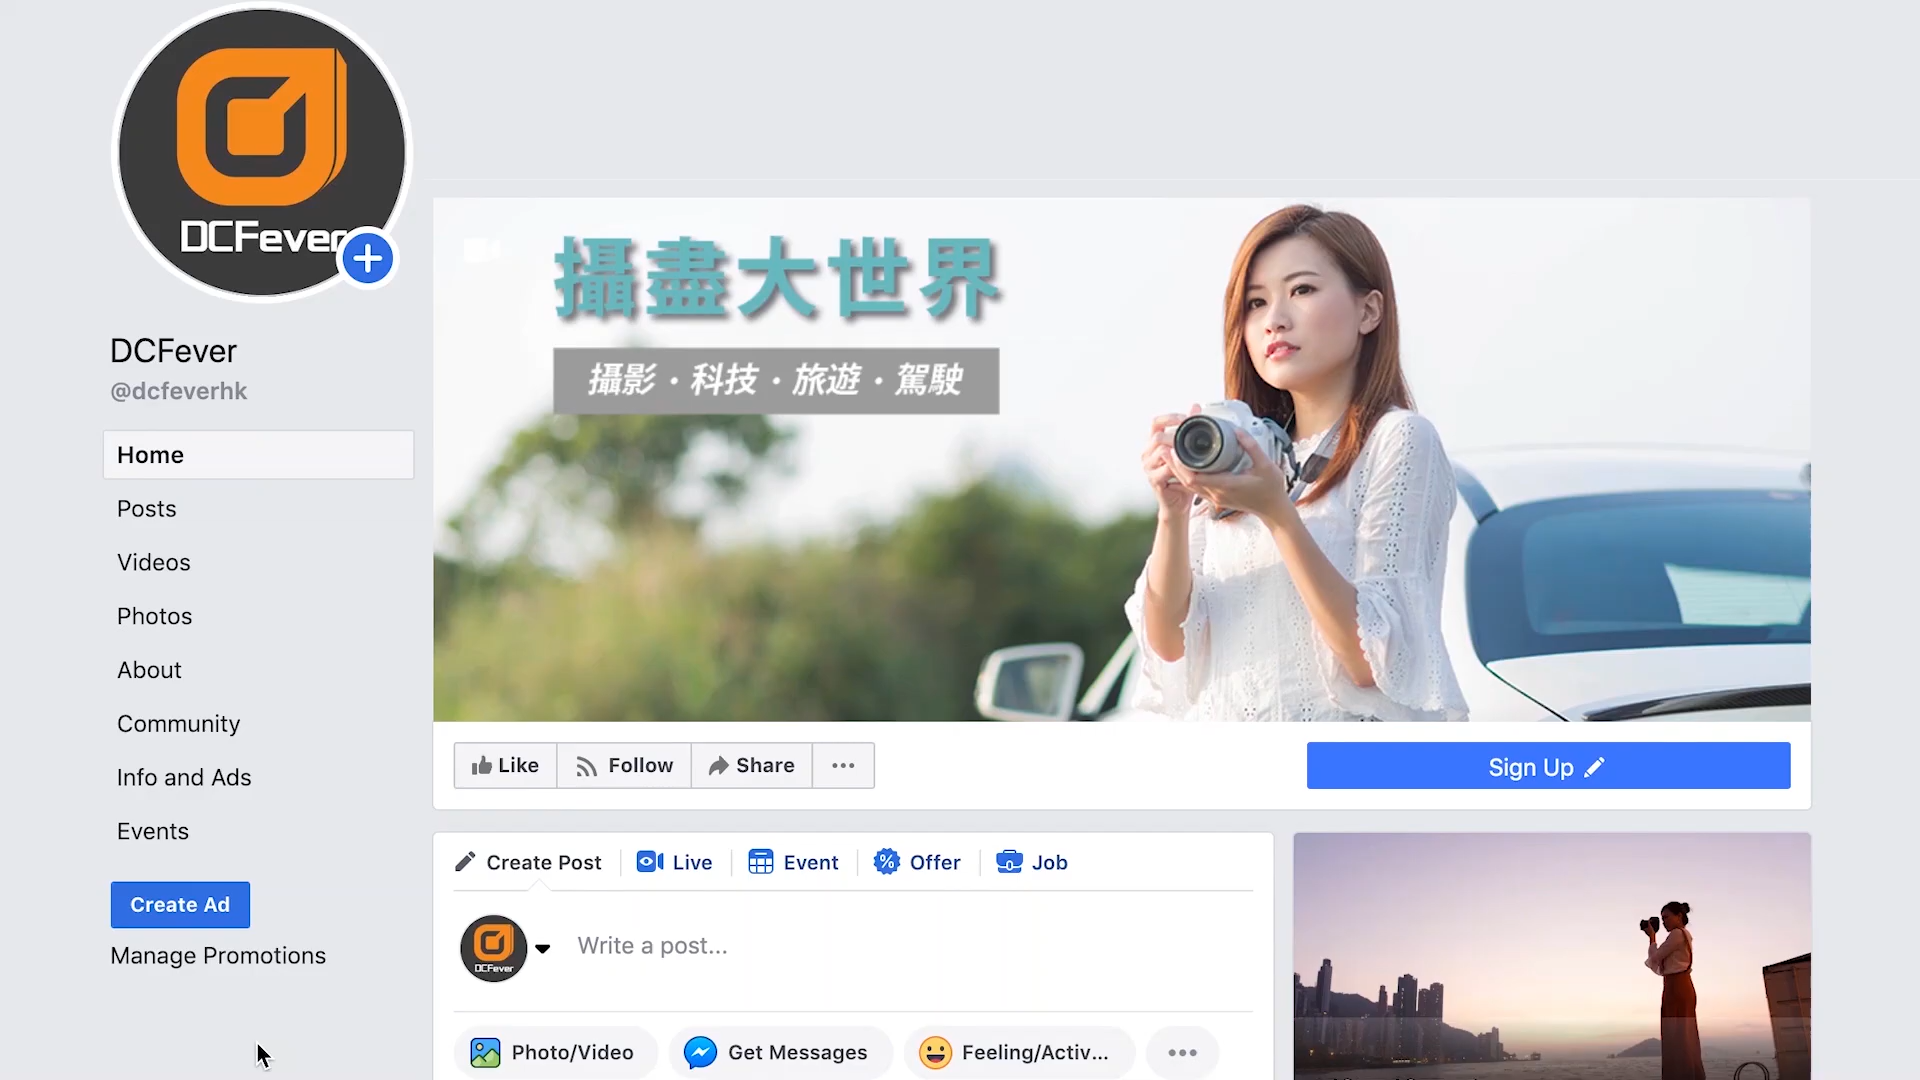 DCFever
DCFever
@dcfeverhk
Home
Posts
Videos
Photos
About
Community
Info and Ads
Events
Create Ad
Manage Promotions
攝盡大世界
攝影・科技・旅遊・駕駛
Like
Follow
Share
Sign Up
Create Post
Live
Event
Offer
Job
DCFever
Write a post...
Photo/Video
Get Messages
Feeling/Activ...